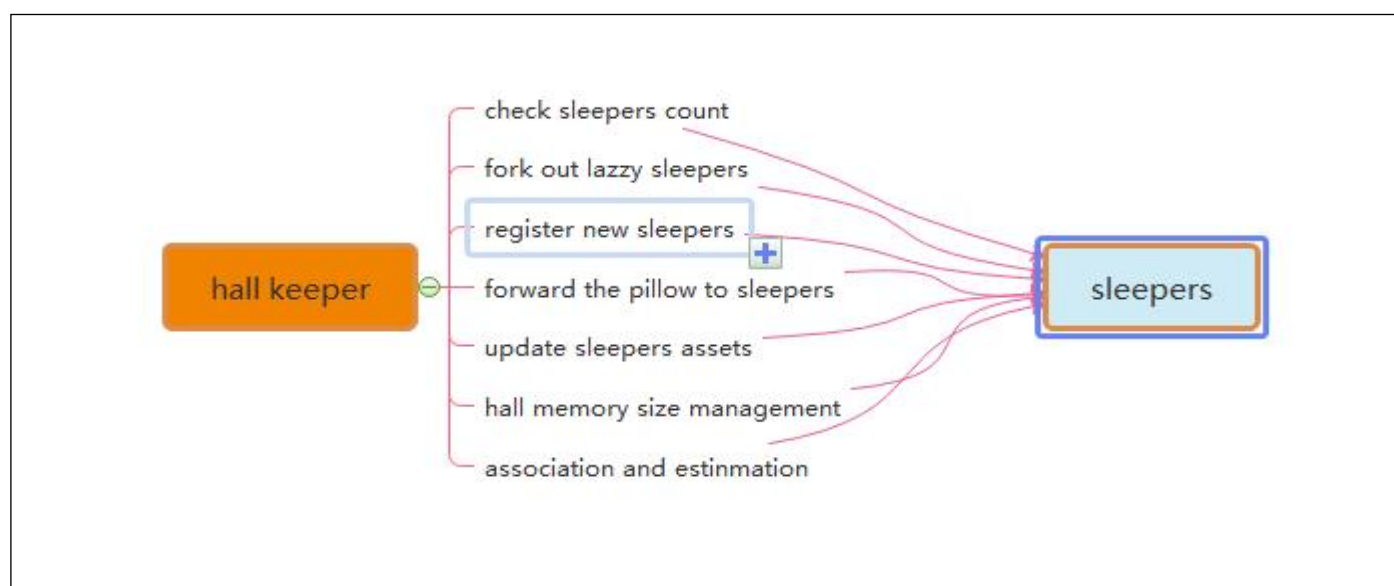 check sleepers count
fork out lazzy sleepers
register new sleepers
hall keeper
forward the pillow to sleepers
sleepers
update sleepers assets
hall memory size management
association and estinmation